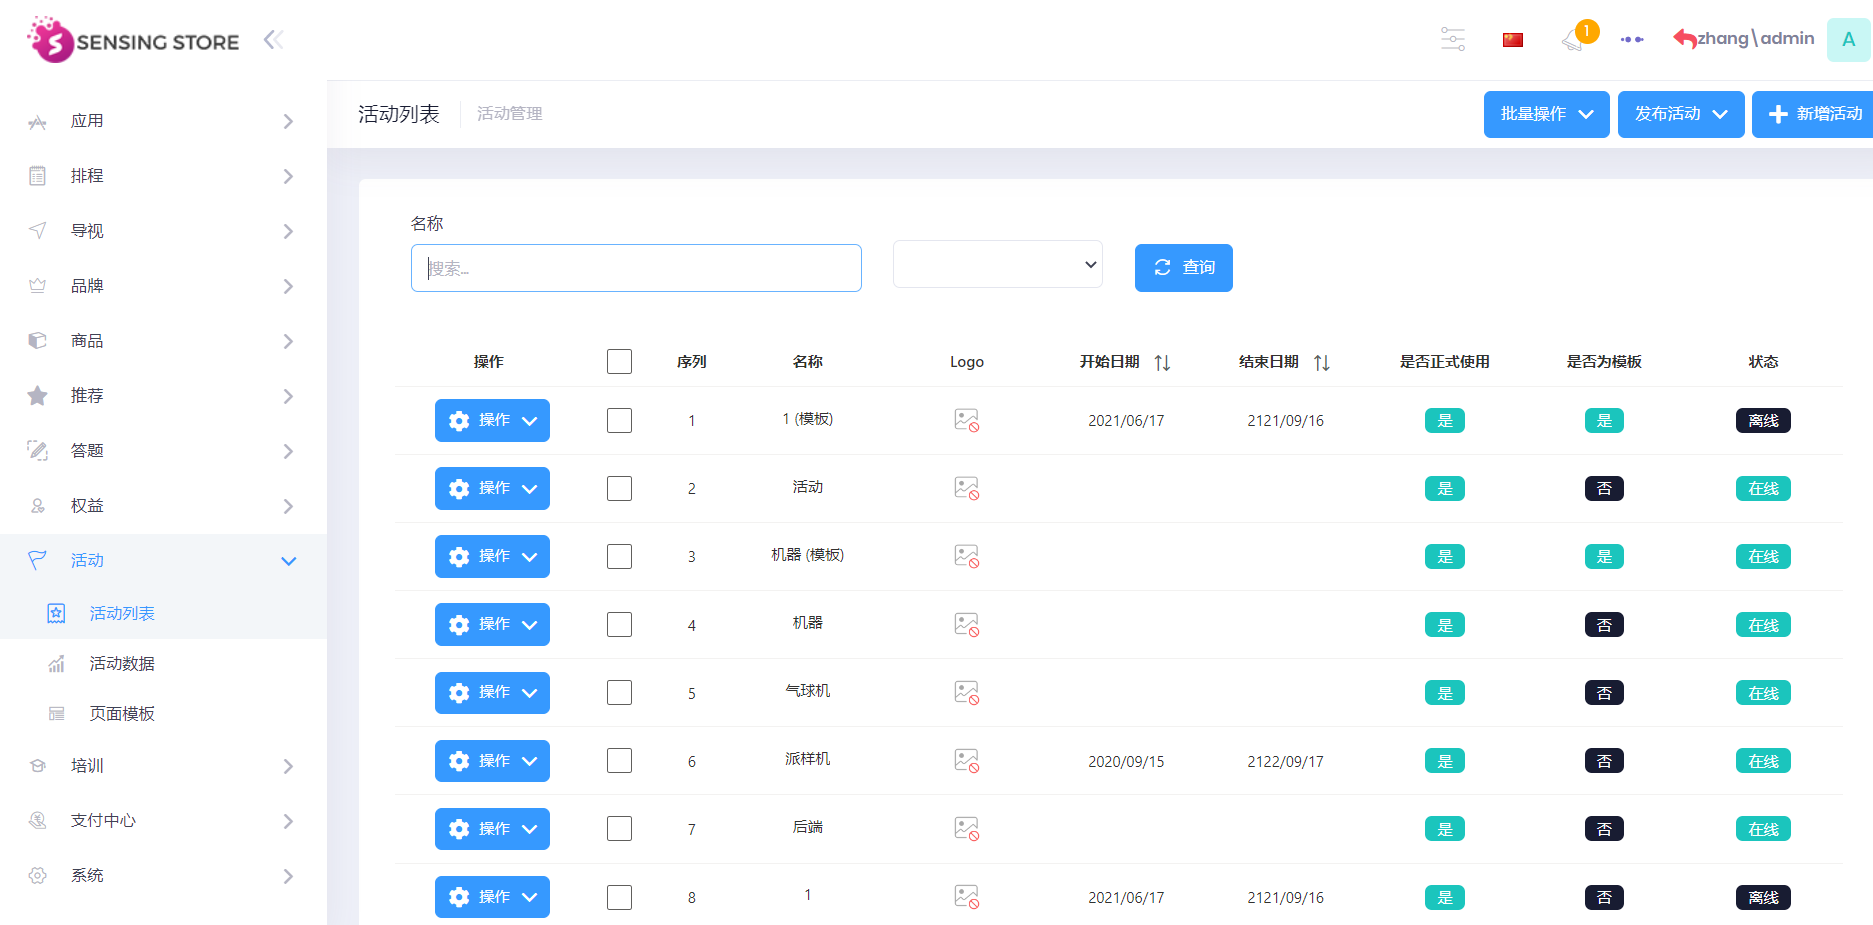 SENSING STORE
1
zhang\admin
A
应用
排程
导视
品牌
商品
推荐
答题
权益
活动
活动列表
活动数据
页面模板
培训
支付中心
系统
活动列表 活动管理
批量操作 发布活动 新增活动
名称
搜索...
查询
操作 序列 名称 Logo 开始日期 结束日期 是否正式使用 是否为模板 状态
操作 1 1 (模板) 2021/06/17 2121/09/16 是 是 离线
操作 2 活动 是 否 在线
操作 3 机器 (模板) 是 是 在线
操作 4 机器 是 否 在线
操作 5 气球机 是 否 在线
操作 6 派样机 2020/09/15 2122/09/17 是 否 在线
操作 7 后端 是 否 在线
操作 8 1 2021/06/17 2121/09/16 是 否 离线